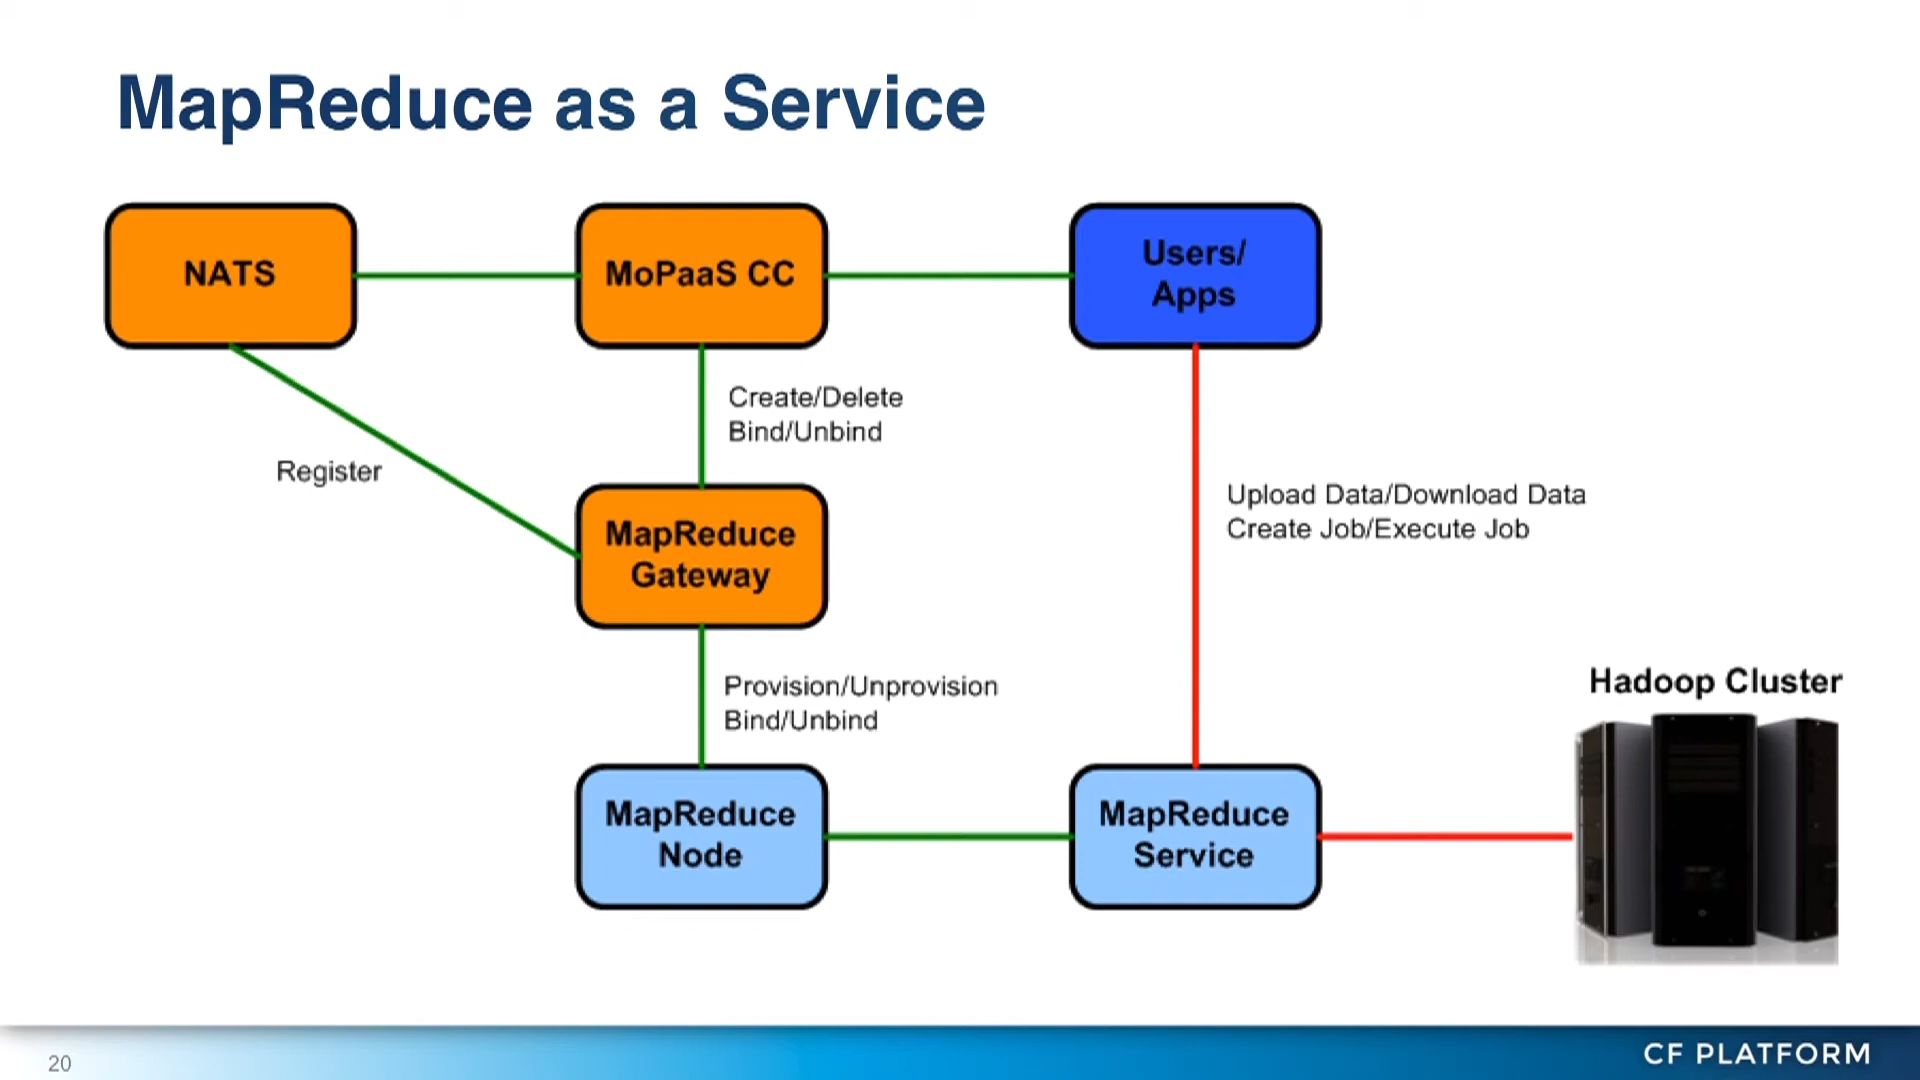 MapReduce as a Service
NATS
MoPaaS CC
Users/
Apps
Create/Delete
Bind/Unbind
Register
Upload Data/Download Data
Create Job/Execute Job
MapReduce
Gateway
Provision/Unprovision
Bind/Unbind
Hadoop Cluster
MapReduce
Node
MapReduce
Service
20
CF PLATFORM